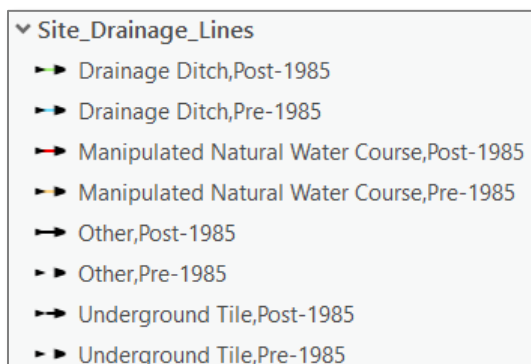 Site_Drainage_Lines
Drainage Ditch,Post-1985
Drainage Ditch,Pre-1985
Manipulated Natural Water Course,Post-1985
Manipulated Natural Water Course,Pre-1985
Other,Post-1985
Other,Pre-1985
Underground Tile,Post-1985
Underground Tile,Pre-1985